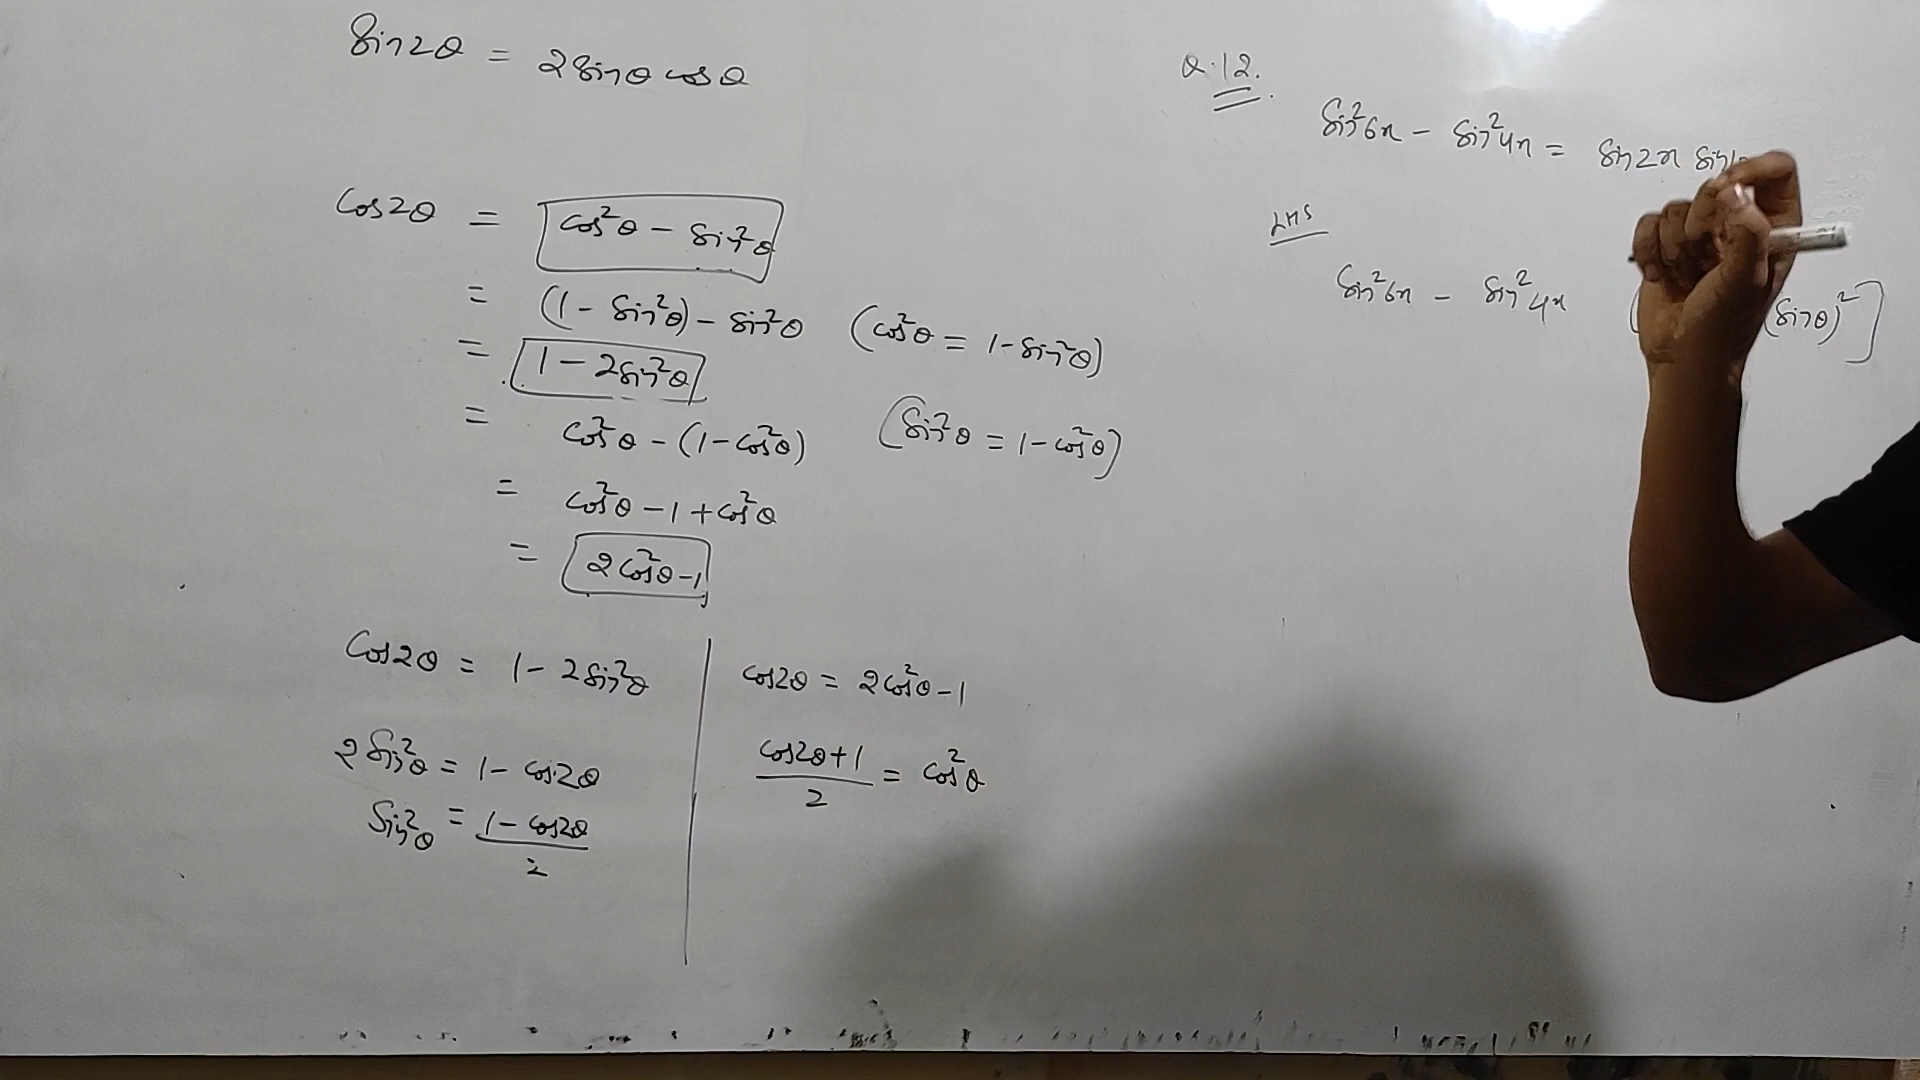 sin2θ = 2sinθ cosθ
cos2θ = cos²θ - sin²θ
= (1 - sin²θ) - sin²θ (cos²θ = 1 - sin²θ)
= 1 - 2sin²θ
= cos²θ - (1 - cos²θ) (sin²θ = 1 - cos²θ)
= cos²θ - 1 + cos²θ
= 2cos²θ - 1
cos2θ = 1 - 2sin²θ
2sin²θ = 1 - cos2θ
sin²θ = (1 - cos2θ)/2
cos2θ = 2cos²θ - 1
(cos2θ + 1)/2 = cos²θ
Q.12.
sin²6x - sin²4x = sin2x
LHS
sin²6x - sin²4x (sinθ)²]